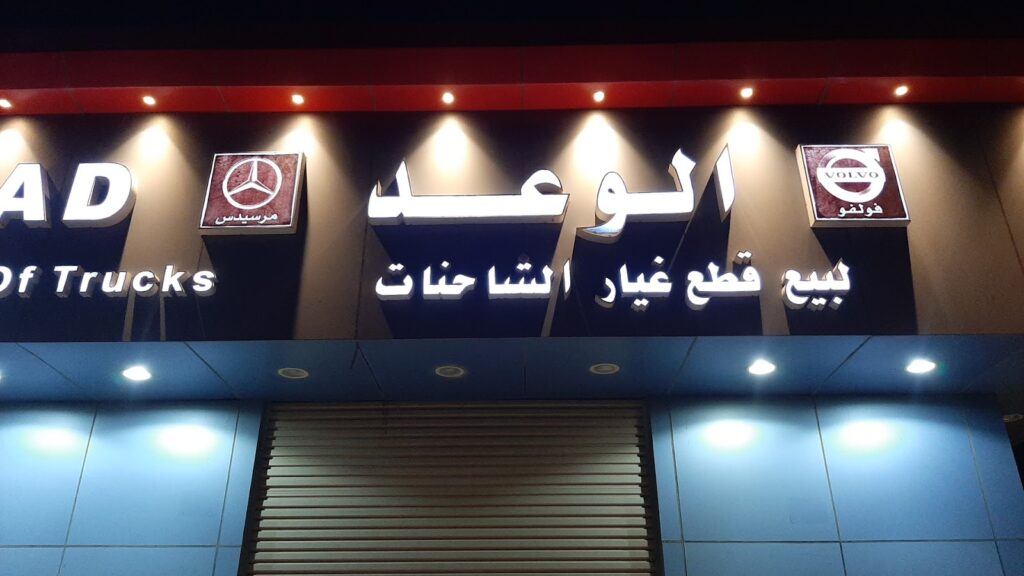 الوعد
لبيع قطع غيار الشاحنات
VOLVO
فولفو
مرسيدس
AD
Of Trucks